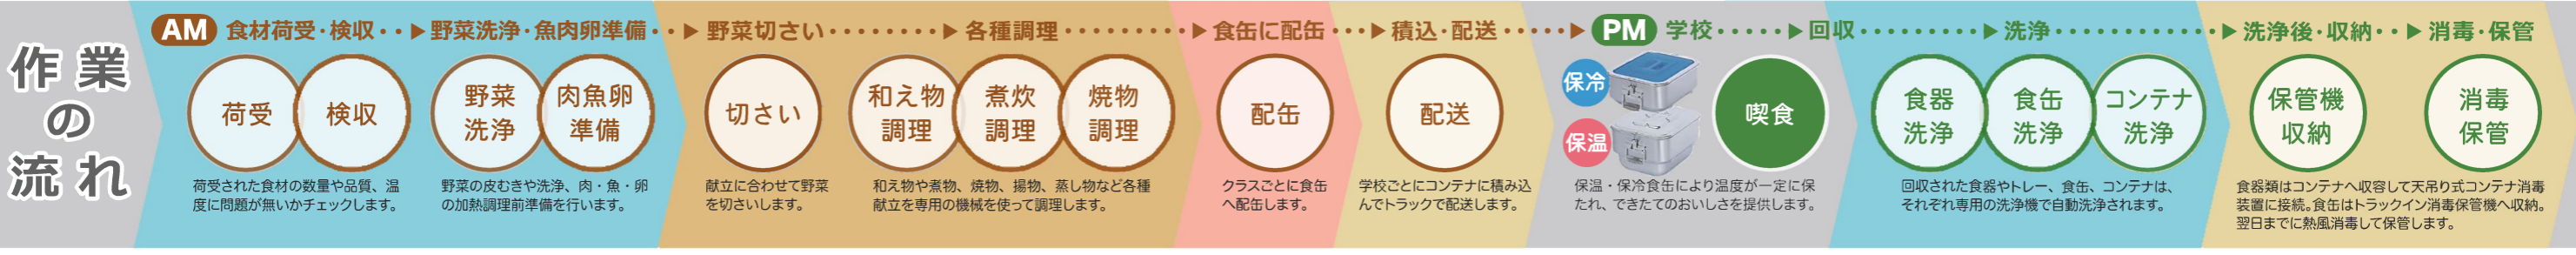 作業
の
流れ
AM 食材荷受・検収・・▶野菜洗浄・魚肉卵準備・・▶野菜切さい・・・・・・・・▶各種調理・・・・・・・・・▶食缶に配缶・・・▶積込・配送・・・・・▶PM 学校・・・・・▶回収・・・・・・・・・▶洗浄・・・・・・・・・・・・▶洗浄後・収納・・▶消毒・保管
荷受
検収
荷受された食材の数量や品質、温
度に問題が無いかチェックします。
野菜
洗浄
肉魚卵
準備
野菜の皮むきや洗浄、肉・魚・卵
の加熱調理前準備を行います。
切さい
献立に合わせて野菜
を切さいします。
和え物
調理
煮炊
調理
焼物
調理
和え物や煮物、焼物、揚物、蒸し物など各種
献立を専用の機械を使って調理します。
配缶
クラスごとに食缶
へ配缶します。
配送
学校ごとにコンテナに積み込
んでトラックで配送します。
保冷
保温
喫食
保温・保冷食缶により温度が一定に保
たれ、できたてのおいしさを提供します。
食器
洗浄
食缶
洗浄
コンテナ
洗浄
回収された食器やトレー、食缶、コンテナは、
それぞれ専用の洗浄機で自動洗浄されます。
保管機
収納
消毒
保管
食器類はコンテナへ収容して天吊り式コンテナ消毒
装置に接続。食缶はトラックイン消毒保管機へ収納。
翌日までに熱風消毒して保管します。